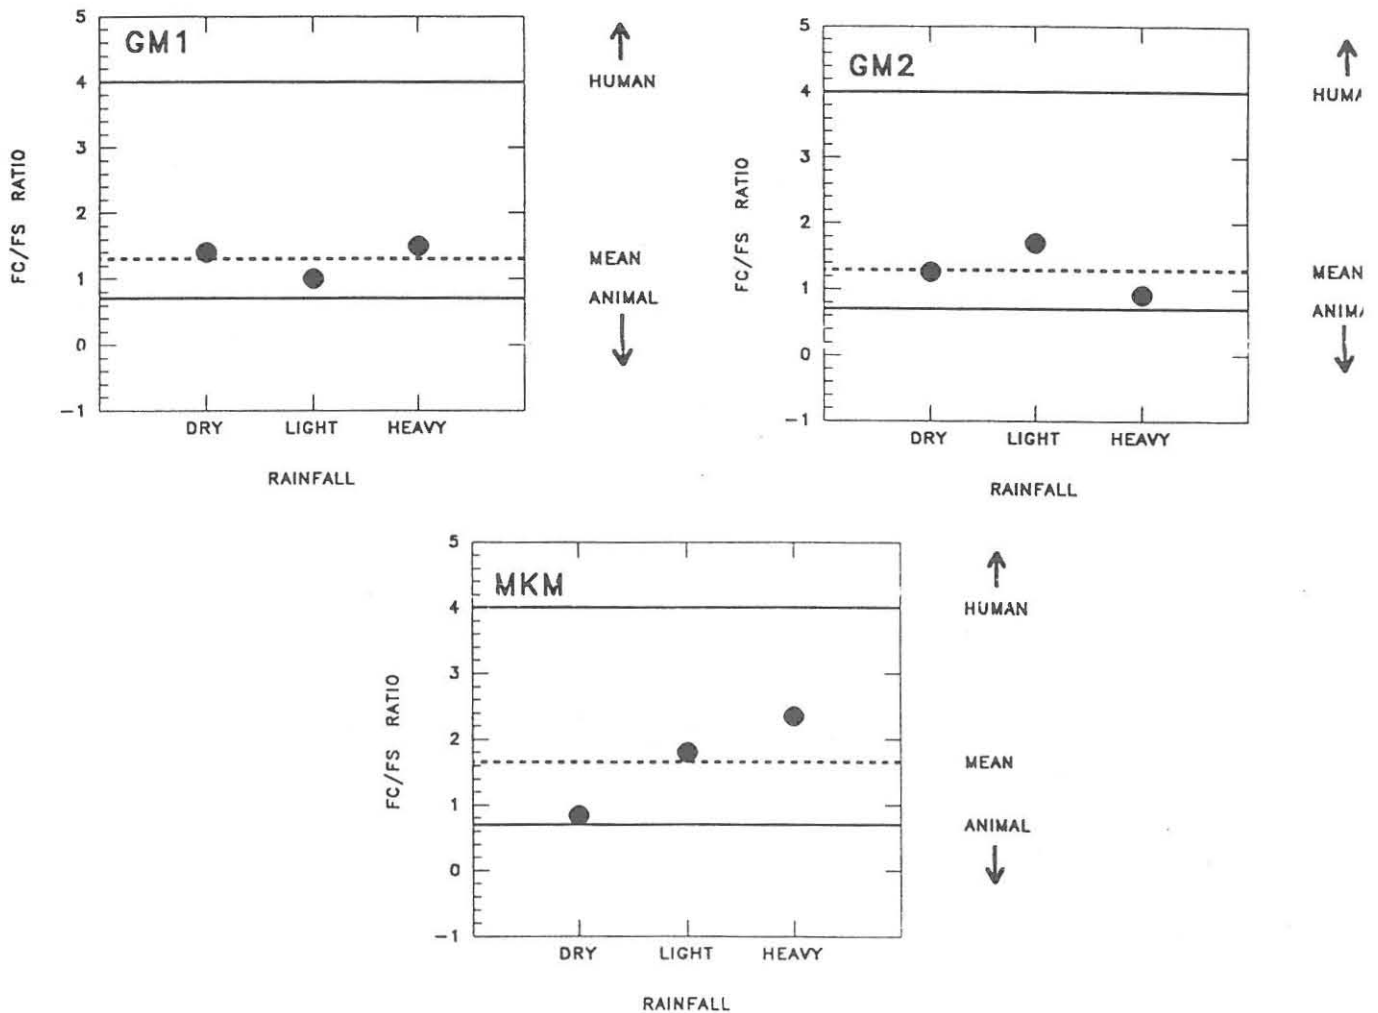 GM1
5
4
3
2
1
0
−1
FC/FS RATIO
DRY LIGHT HEAVY
RAINFALL
HUMAN
MEAN
ANIMAL
GM2
5
4
3
2
1
0
−1
FC/FS RATIO
DRY LIGHT HEAVY
RAINFALL
HUMA
MEAN
ANIMA
MKM
5
4
3
2
1
0
−1
FC/FS RATIO
DRY LIGHT HEAVY
RAINFALL
HUMAN
MEAN
ANIMAL